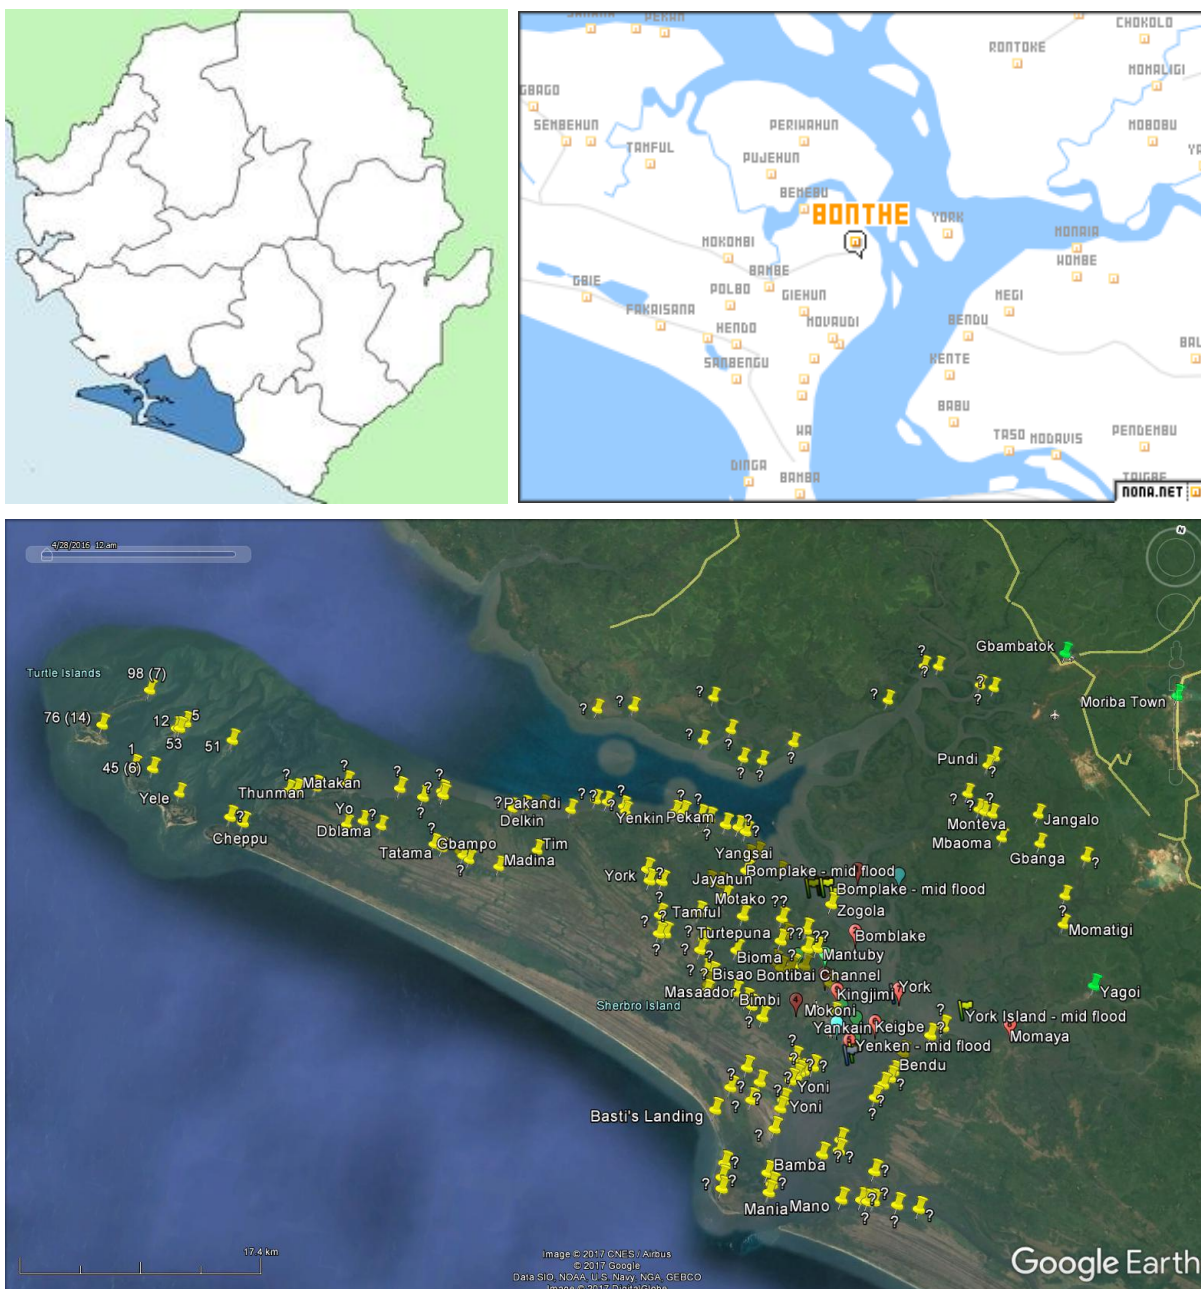 PEKAN
CHOKOLO
RONTOKE
MOMALIGI
GBAGO
SEMBEHUN
PERIWAHUN
MOBOBU
TAMFUL
PUJEHUN
BEMEBU
BONTHE
YORK
MOKOMBI
MONAIA
BAMBE
WOMBE
GBIE
POLBO
GIEHUN
MEGI
FAKAISANA
MOVAUDI
BENDU
HENDO
SANBENGU
KENTE
BABU
WA
TASO
MODAVIS
PENDEMBU
DINGA
BAMBA
TAIGBE
NONA.NET
4/28/2016 12 am
N
Gbambatok
Turtle Islands
98 (7)
Moriba Town
76 (14)
12
5
53
51
1
45 (6)
Pundi
Thunman
Matakan
Yele
Pakandi
Delkin
Yenkin
Pekam
Monteva
Jangalo
Yo
Dblama
Cheppu
Mbaoma
Gbanga
Tatama
Gbampo
Tim
Madina
Yangsai
York
Jayahun
Bomplake - mid flood
Bomplake - mid flood
Motako
Zogola
Tamful
Turtepuna
Bomblake
Momatigi
Bioma
Mantuby
Bisao
Bontibai Channel
Masaador
Bimbi
Kingjimi
York
Yagoi
Sherbro Island
4
Mokoni
York Island - mid flood
Yankain
Keigbe
Momaya
Yenken - mid flood
Bendu
Yoni
Basti's Landing
Yoni
Bamba
Mania
Mano
17.4 km
Image © 2017 CNES / Airbus
© 2017 Google
Data SIO, NOAA, U.S. Navy, NGA, GEBCO
Image © 2017 DigitalGlobe
Google Earth